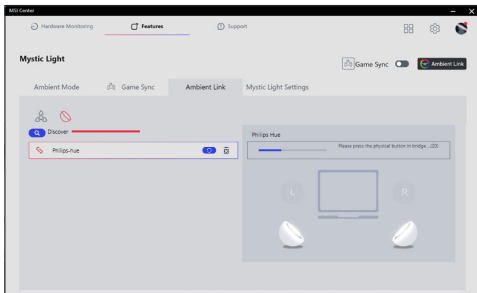 MSI Center
Hardware Monitoring
Features
Support
Mystic Light
Game Sync
Ambient Link
Ambient Mode
Game Sync
Ambient Link
Mystic Light Settings
Discover
Philips-hue
Philips Hue
Please press the physical button in bridge ...(20)
L
R